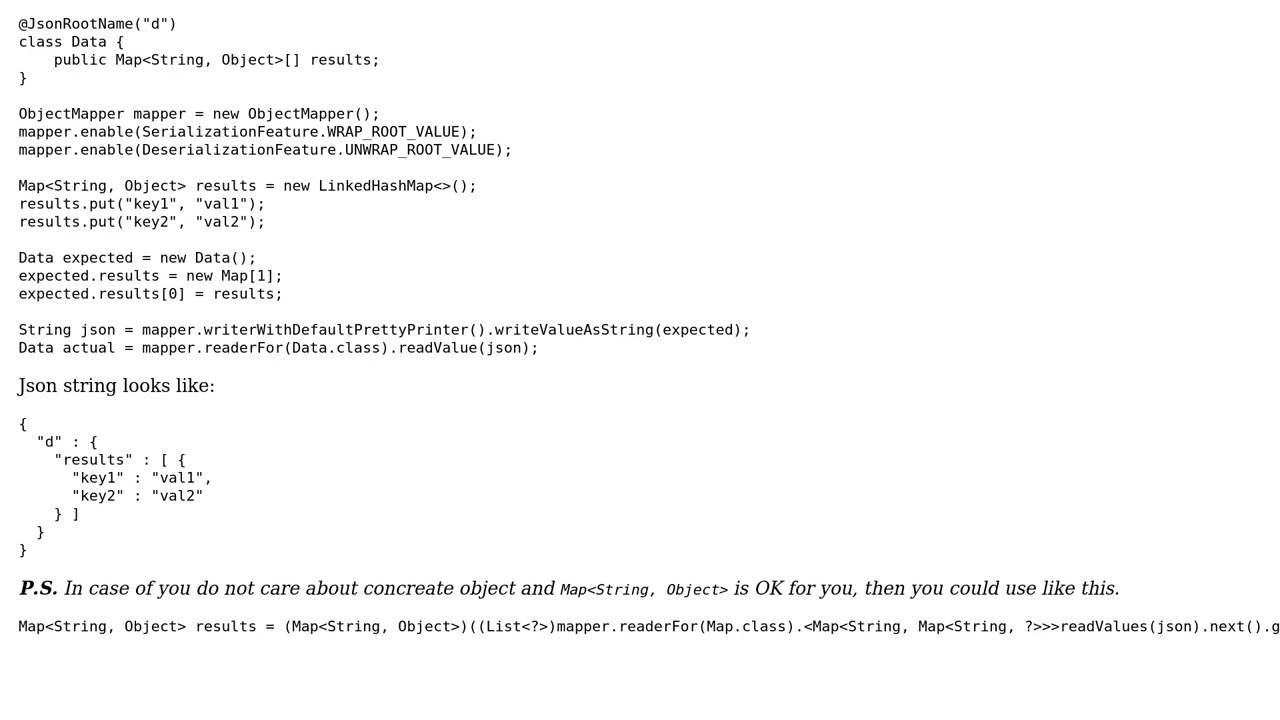 @JsonRootName("d")
class Data {
    public Map<String, Object>[] results;
}

ObjectMapper mapper = new ObjectMapper();
mapper.enable(SerializationFeature.WRAP_ROOT_VALUE);
mapper.enable(DeserializationFeature.UNWRAP_ROOT_VALUE);

Map<String, Object> results = new LinkedHashMap<>();
results.put("key1", "val1");
results.put("key2", "val2");

Data expected = new Data();
expected.results = new Map[1];
expected.results[0] = results;

String json = mapper.writerWithDefaultPrettyPrinter().writeValueAsString(expected);
Data actual = mapper.readerFor(Data.class).readValue(json);

Json string looks like:

{
  "d" : {
    "results" : [ {
      "key1" : "val1",
      "key2" : "val2"
    } ]
  }
}

P.S. In case of you do not care about concreate object and Map<String, Object> is OK for you, then you could use like this.

Map<String, Object> results = (Map<String, Object>)((List<?>)mapper.readerFor(Map.class).<Map<String, Map<String, ?>>>readValues(json).next().g